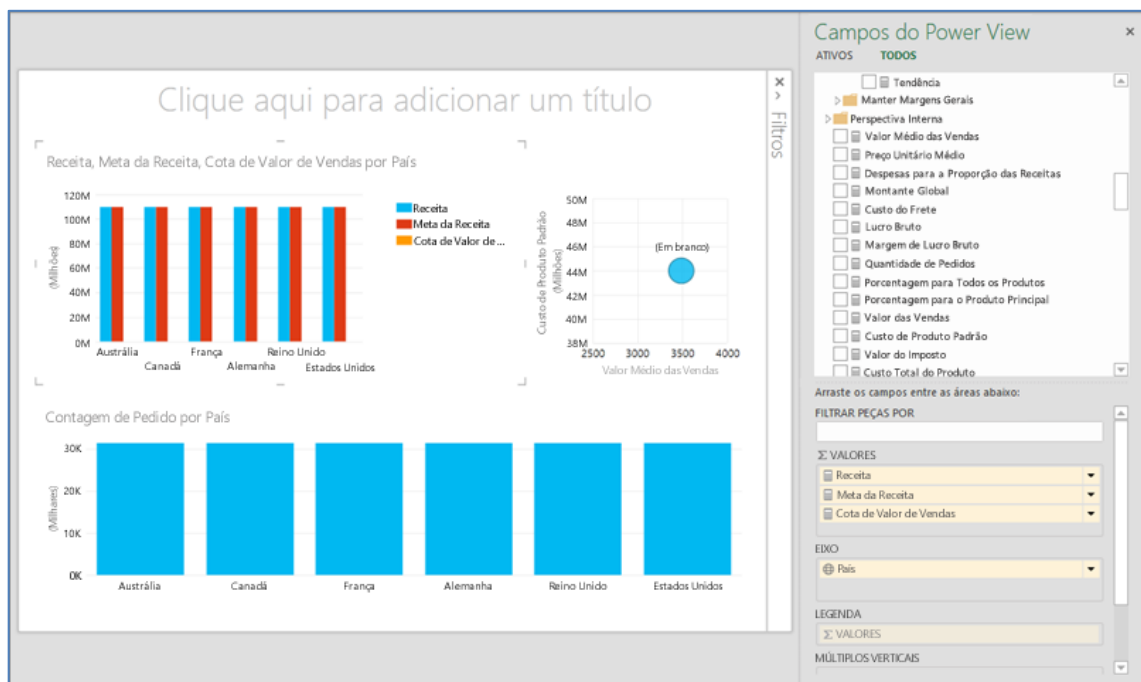 Clique aqui para adicionar um título
Filtros
Receita, Meta da Receita, Cota de Valor de Vendas por País
120M
100M
80M
60M
40M
20M
0M
(Milhões)
Austrália
Canadá
França
Alemanha
Reino Unido
Estados Unidos
Receita
Meta da Receita
Cota de Valor de ...
50M
48M
46M
44M
42M
40M
38M
Custo de Produto Padrão
(Milhões)
(Em branco)
2500 3000 3500 4000
Valor Médio das Vendas
Contagem de Pedido por País
30K
20K
10K
0K
(Milhares)
Austrália Canadá França Alemanha Reino Unido Estados Unidos
Campos do Power View
ATIVOS TODOS
Tendência
Manter Margens Gerais
Perspectiva Interna
Valor Médio das Vendas
Preço Unitário Médio
Despesas para a Proporção das Receitas
Montante Global
Custo do Frete
Lucro Bruto
Margem de Lucro Bruto
Quantidade de Pedidos
Porcentagem para Todos os Produtos
Porcentagem para o Produto Principal
Valor das Vendas
Custo de Produto Padrão
Valor do Imposto
Custo Total do Produto
Arraste os campos entre as áreas abaixo:
FILTRAR PEÇAS POR
Σ VALORES
Receita
Meta da Receita
Cota de Valor de Vendas
EIXO
País
LEGENDA
Σ VALORES
MÚLTIPLOS VERTICAIS